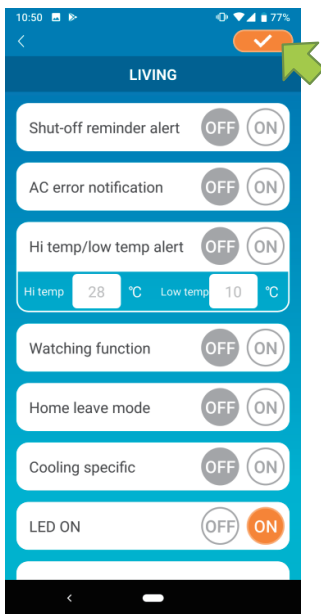 10:50 77%
LIVING
Shut-off reminder alert OFF ON
AC error notification OFF ON
Hi temp/low temp alert OFF ON
Hi temp 28 °C Low temp 10 °C
Watching function OFF ON
Home leave mode OFF ON
Cooling specific OFF ON
LED ON OFF ON